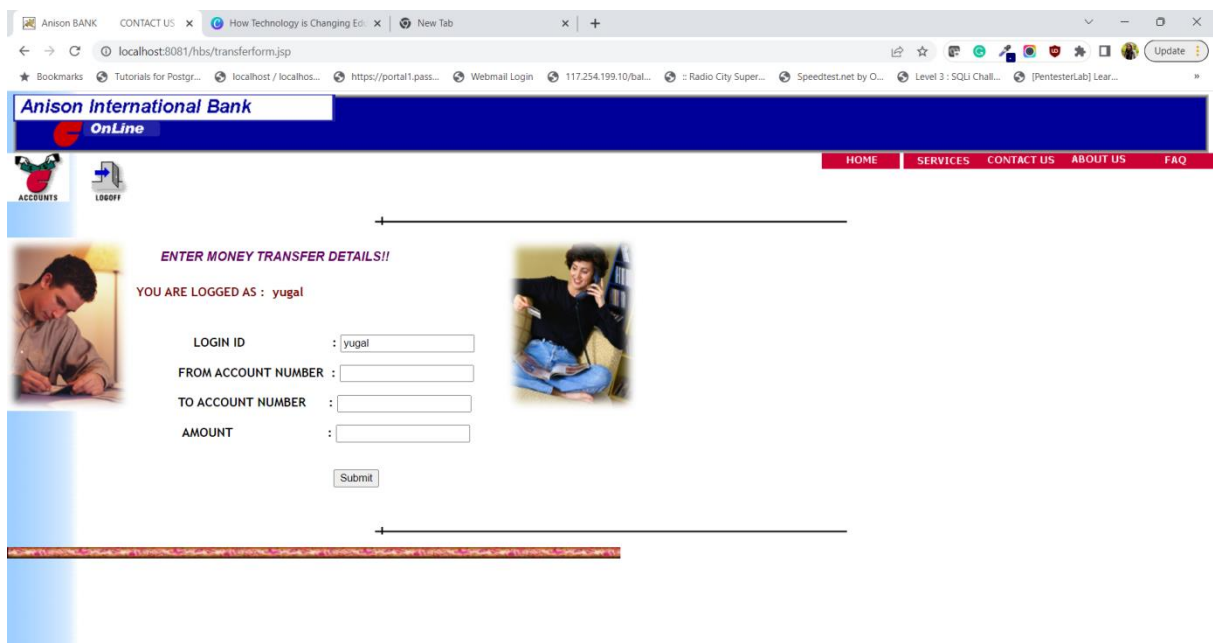 Anison BANK CONTACT US
How Technology is Changing Edu
New Tab
localhost:8081/hbs/transferform.jsp
Update
Bookmarks
Tutorials for Postgr...
localhost / localhos...
https://portal1.pass...
Webmail Login
117.254.199.10/bal...
:: Radio City Super...
Speedtest.net by O...
Level 3 : SQLi Chall...
[PentesterLab] Lear...
Anison International Bank
OnLine
ACCOUNTS
LOGOFF
HOME SERVICES CONTACT US ABOUT US FAQ
ENTER MONEY TRANSFER DETAILS!!
YOU ARE LOGGED AS : yugal
LOGIN ID : yugal
FROM ACCOUNT NUMBER :
TO ACCOUNT NUMBER :
AMOUNT :
Submit